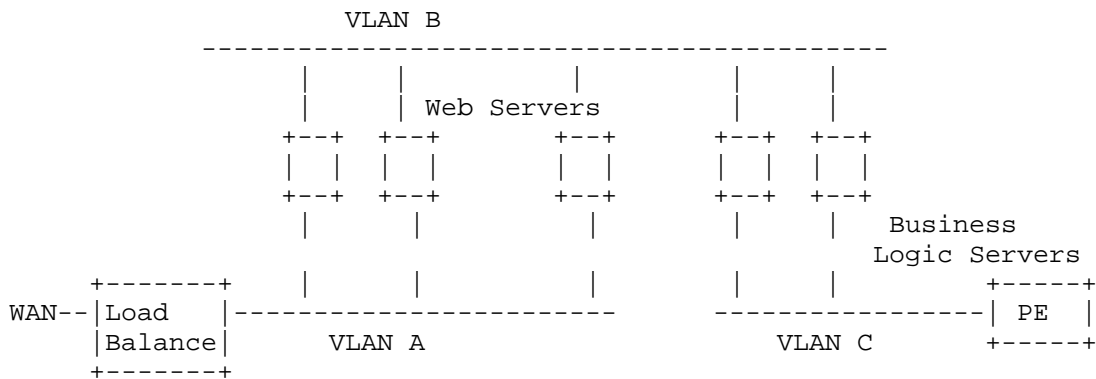 VLAN B
Web Servers
Business
Logic Servers
WAN--|Load
|Balance|
VLAN A
VLAN C
PE